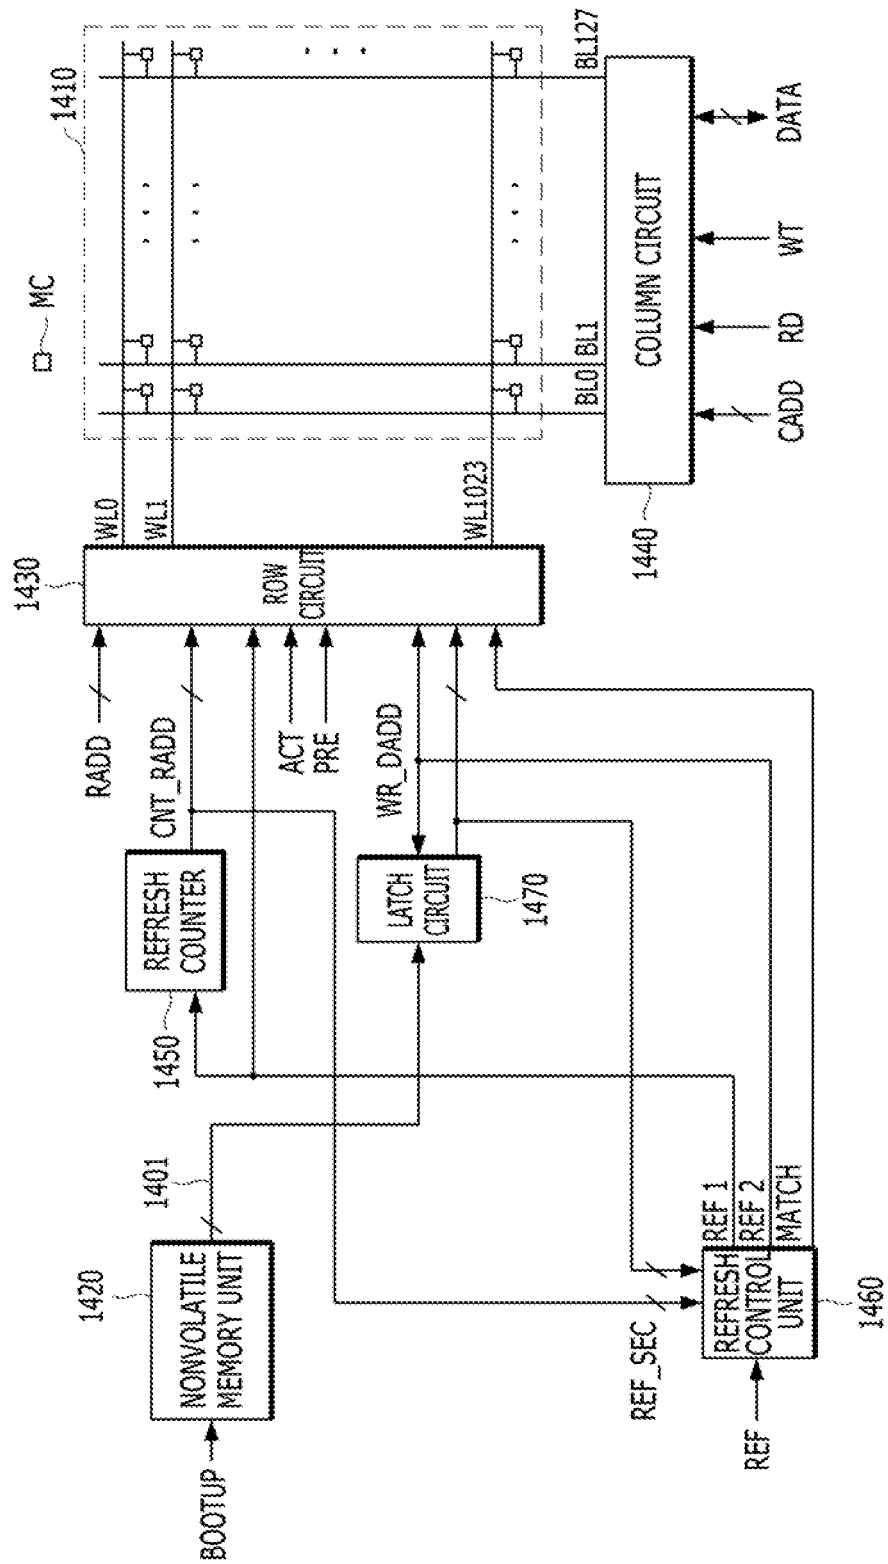 1410
MC
WL0
WL1
WL1023
BL0
BL1
BL127
1430
ROW
CIRCUIT
COLUMN CIRCUIT
1440
CADD
RD
WT
DATA
RADD
CNT_RADD
ACT
PRE
WR_DADD
REFRESH
COUNTER
1450
LATCH
CIRCUIT
1470
1401
1420
NONVOLATILE
MEMORY UNIT
BOOTUP
REF_SEC
REF 1
REF 2
MATCH
REFRESH
CONTROL
UNIT
1460
REF